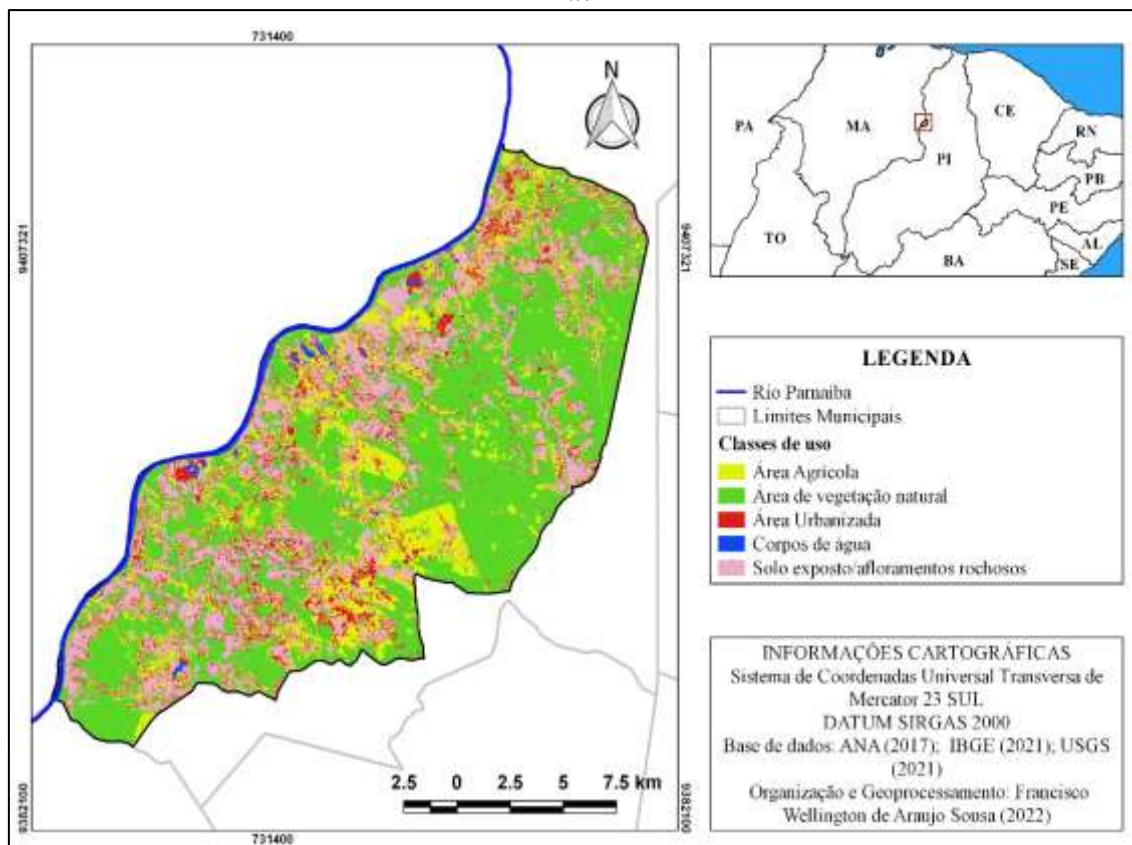 731400
N
9407321
9407321
2.5 0 2.5 5 7.5 km
9382100
9382100
731400
PA
MA
CE
RN
PB
PI
PE
TO
AL
BA
SE
LEGENDA
Rio Parnaíba
Limites Municipais
Classes de uso
Área Agrícola
Área de vegetação natural
Área Urbanizada
Corpos de água
Solo exposto/afloramentos rochosos
INFORMAÇÕES CARTOGRÁFICAS
Sistema de Coordenadas Universal Transversa de
Mercator 23 SUL
DATUM SIRGAS 2000
Base de dados: ANA (2017); IBGE (2021); USGS
(2021)
Organização e Geoprocessamento: Francisco
Wellington de Araujo Sousa (2022)